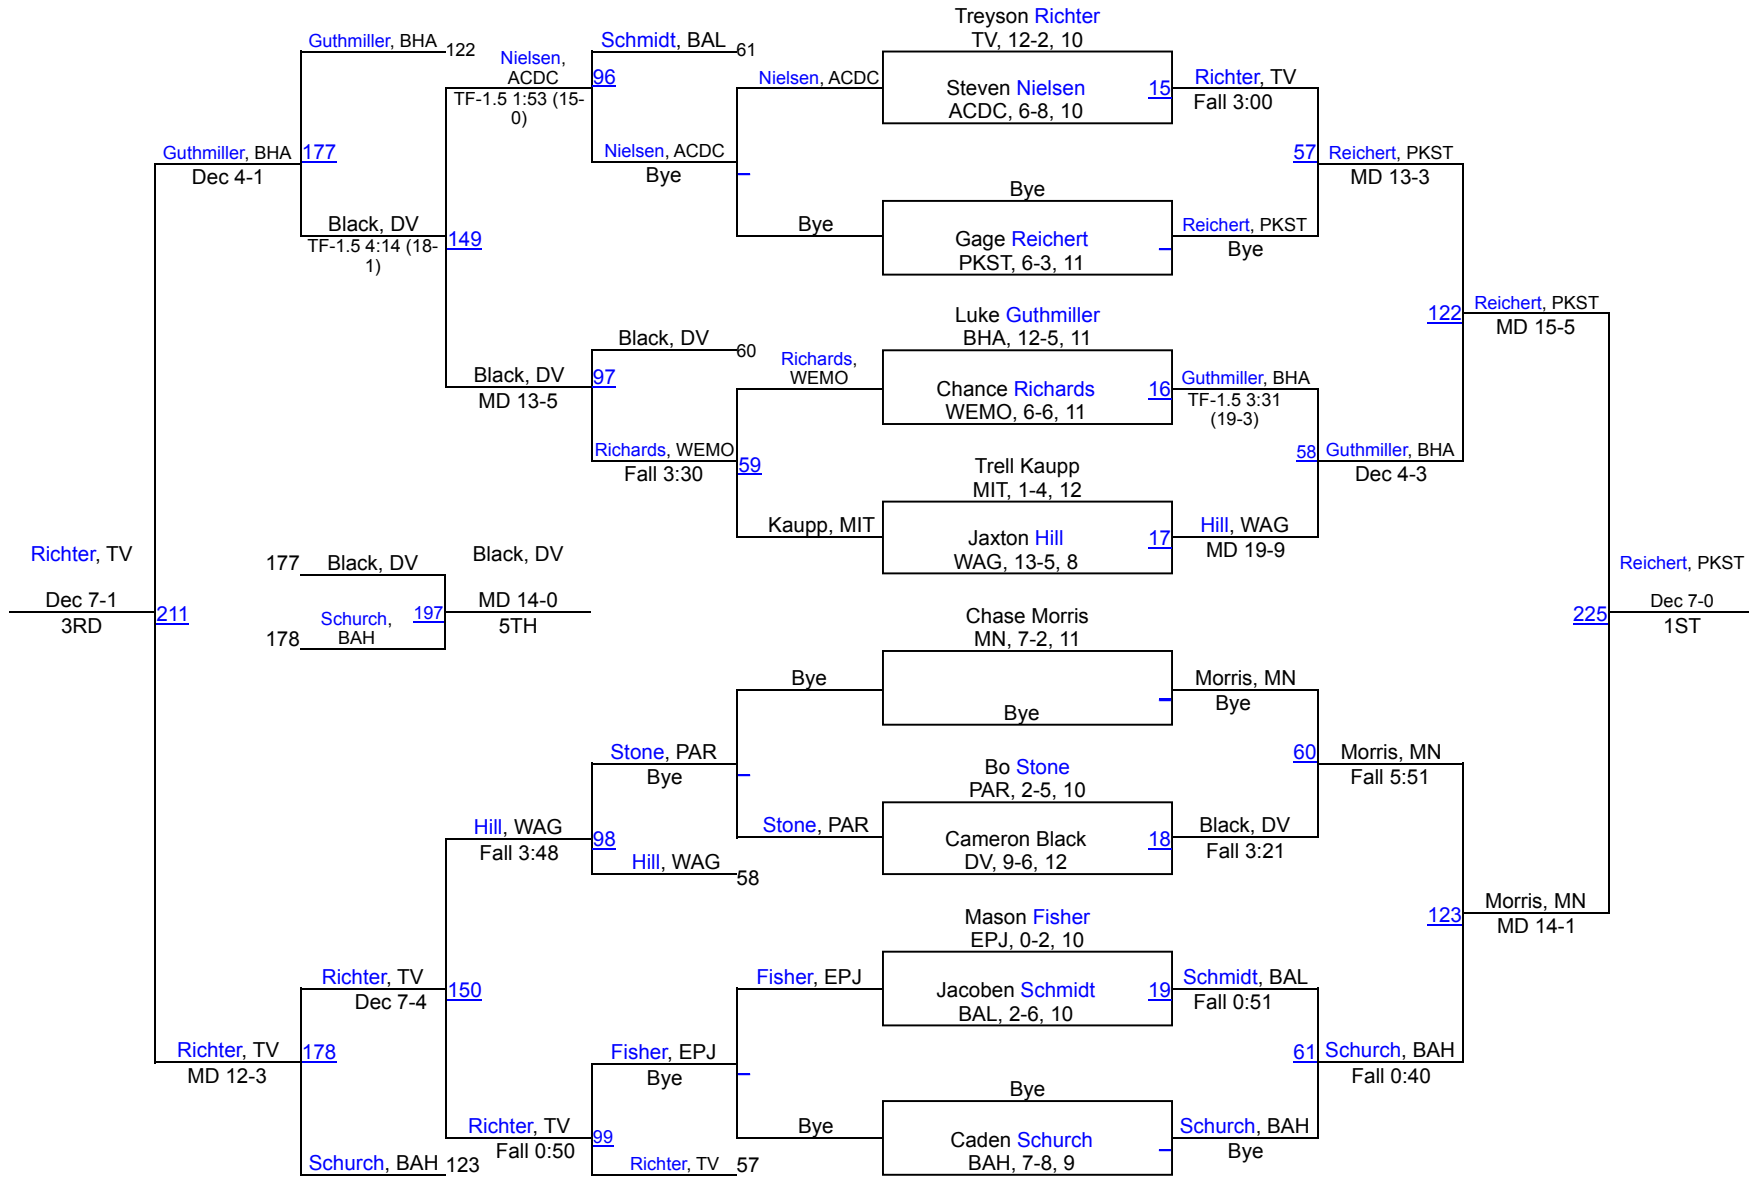 Treyson Richter
TV, 12-2, 10
Guthmiller, BHA 122
Schmidt, BAL 61
Nielsen,
ACDC
96
TF-1.5 1:53 (15-
0)
Nielsen, ACDC
Steven Nielsen
ACDC, 6-8, 10
15
Richter, TV
Fall 3:00
Guthmiller, BHA
Dec 4-1
177
Nielsen, ACDC
Bye
57
Reichert, PKST
MD 13-3
Bye
Black, DV
TF-1.5 4:14 (18-
1)
149
Bye
Gage Reichert
PKST, 6-3, 11
Reichert, PKST
Bye
Luke Guthmiller
BHA, 12-5, 11
122
Reichert, PKST
MD 15-5
Black, DV 60
Richards,
WEMO
Black, DV
MD 13-5
97
Chance Richards
WEMO, 6-6, 11
16
Guthmiller, BHA
TF-1.5 3:31
(19-3)
Richards, WEMO
Fall 3:30
59
58
Guthmiller, BHA
Dec 4-3
Trell Kaupp
MIT, 1-4, 12
Kaupp, MIT
Jaxton Hill
WAG, 13-5, 8
17
Hill, WAG
MD 19-9
Richter, TV
Dec 7-1
3RD
211
177 Black, DV
178
Schurch,
BAH
197
Black, DV
MD 14-0
5TH
Reichert, PKST
225
Dec 7-0
1ST
Chase Morris
MN, 7-2, 11
Bye
Bye
Morris, MN
Bye
Stone, PAR
Bye
Bo Stone
PAR, 2-5, 10
60
Morris, MN
Fall 5:51
Hill, WAG
Fall 3:48
98
Stone, PAR
Cameron Black
DV, 9-6, 12
18
Black, DV
Fall 3:21
Hill, WAG
58
Mason Fisher
EPJ, 0-2, 10
123
Morris, MN
MD 14-1
Richter, TV
Dec 7-4
150
Fisher, EPJ
Jacoben Schmidt
BAL, 2-6, 10
19
Schmidt, BAL
Fall 0:51
Richter, TV
MD 12-3
178
Fisher, EPJ
Bye
61
Schurch, BAH
Fall 0:40
Bye
Richter, TV
Fall 0:50
99
Bye
Caden Schurch
BAH, 7-8, 9
Schurch, BAH
Bye
Schurch, BAH 123
Richter, TV 57